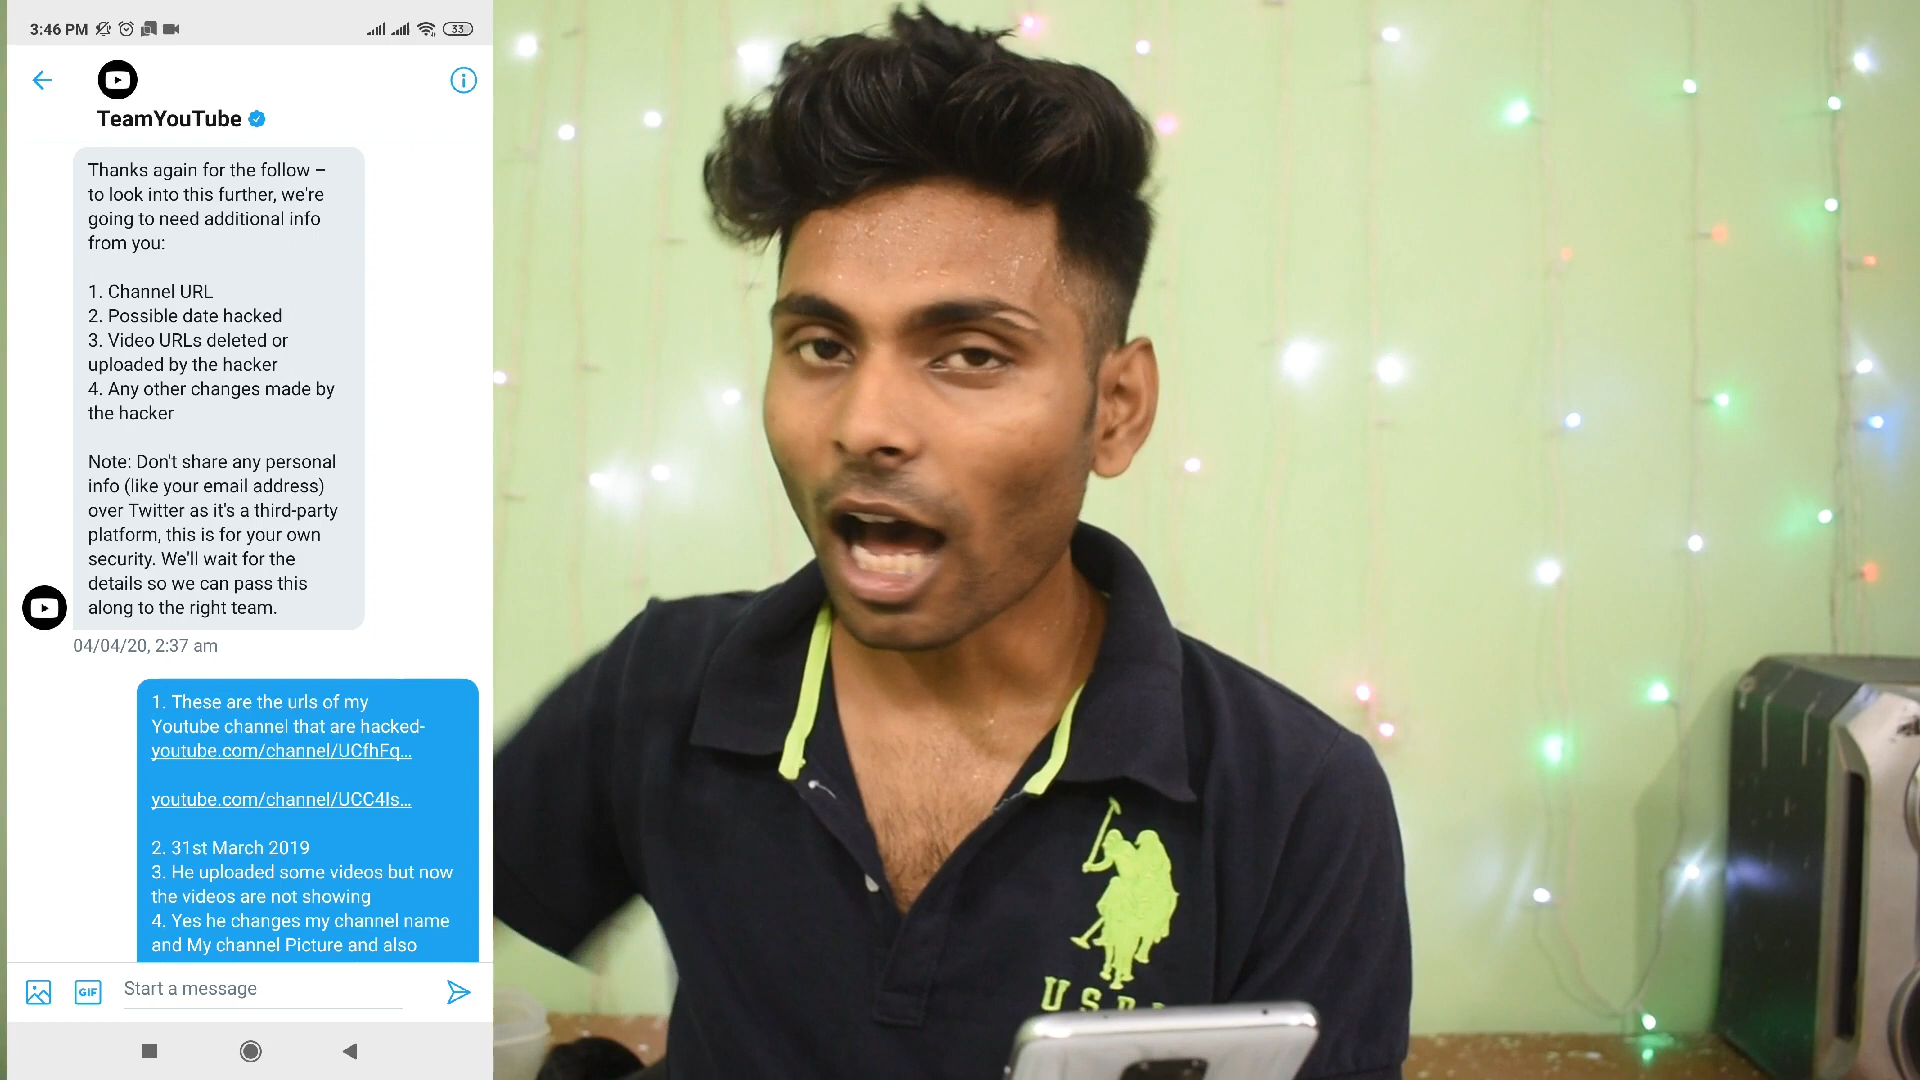 3:46 PM
33
TeamYouTube
Thanks again for the follow –
to look into this further, we're
going to need additional info
from you:
1. Channel URL
2. Possible date hacked
3. Video URLs deleted or
uploaded by the hacker
4. Any other changes made by
the hacker
Note: Don't share any personal
info (like your email address)
over Twitter as it's a third-party
platform, this is for your own
security. We'll wait for the
details so we can pass this
along to the right team.
04/04/20, 2:37 am
1. These are the urls of my
Youtube channel that are hacked-
youtube.com/channel/UCfhFq...
youtube.com/channel/UCC4Is...
2. 31st March 2019
3. He uploaded some videos but now
the videos are not showing
4. Yes he changes my channel name
and My channel Picture and also
GIF
Start a message